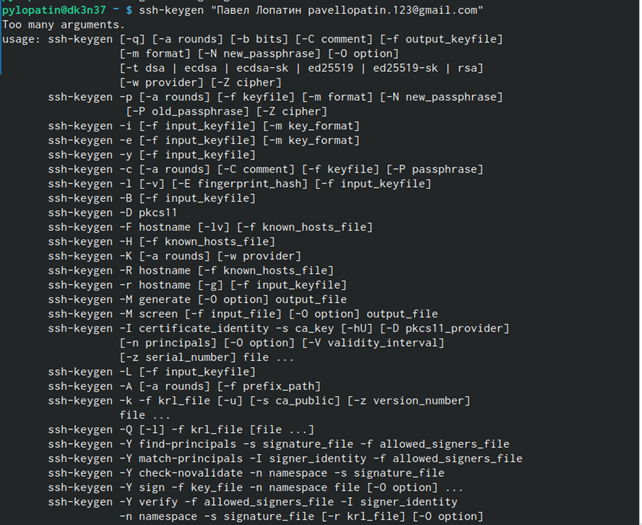 pylopatin@dk3n37 ~ $ ssh-keygen "Павел Лопатин pavellopatin.123@gmail.com"
Too many arguments.
usage: ssh-keygen [-q] [-a rounds] [-b bits] [-C comment] [-f output_keyfile]
[-m format] [-N new_passphrase] [-O option]
[-t dsa | ecdsa | ecdsa-sk | ed25519 | ed25519-sk | rsa]
[-w provider] [-Z cipher]
ssh-keygen -p [-a rounds] [-f keyfile] [-m format] [-N new_passphrase]
[-P old_passphrase] [-Z cipher]
ssh-keygen -i [-f input_keyfile] [-m key_format]
ssh-keygen -e [-f input_keyfile] [-m key_format]
ssh-keygen -y [-f input_keyfile]
ssh-keygen -c [-a rounds] [-C comment] [-f keyfile] [-P passphrase]
ssh-keygen -l [-v] [-E fingerprint_hash] [-f input_keyfile]
ssh-keygen -B [-f input_keyfile]
ssh-keygen -D pkcs11
ssh-keygen -F hostname [-lv] [-f known_hosts_file]
ssh-keygen -H [-f known_hosts_file]
ssh-keygen -K [-a rounds] [-w provider]
ssh-keygen -R hostname [-f known_hosts_file]
ssh-keygen -r hostname [-g] [-f input_keyfile]
ssh-keygen -M generate [-O option] output_file
ssh-keygen -M screen [-f input_file] [-O option] output_file
ssh-keygen -I certificate_identity -s ca_key [-hU] [-D pkcs11_provider]
[-n principals] [-O option] [-V validity_interval]
[-z serial_number] file ...
ssh-keygen -L [-f input_keyfile]
ssh-keygen -A [-a rounds] [-f prefix_path]
ssh-keygen -k -f krl_file [-u] [-s ca_public] [-z version_number]
file ...
ssh-keygen -Q [-l] -f krl_file [file ...]
ssh-keygen -Y find-principals -s signature_file -f allowed_signers_file
ssh-keygen -Y match-principals -I signer_identity -f allowed_signers_file
ssh-keygen -Y check-novalidate -n namespace -s signature_file
ssh-keygen -Y sign -f key_file -n namespace file [-O option] ...
ssh-keygen -Y verify -f allowed_signers_file -I signer_identity
-n namespace -s signature_file [-r krl_file] [-O option]